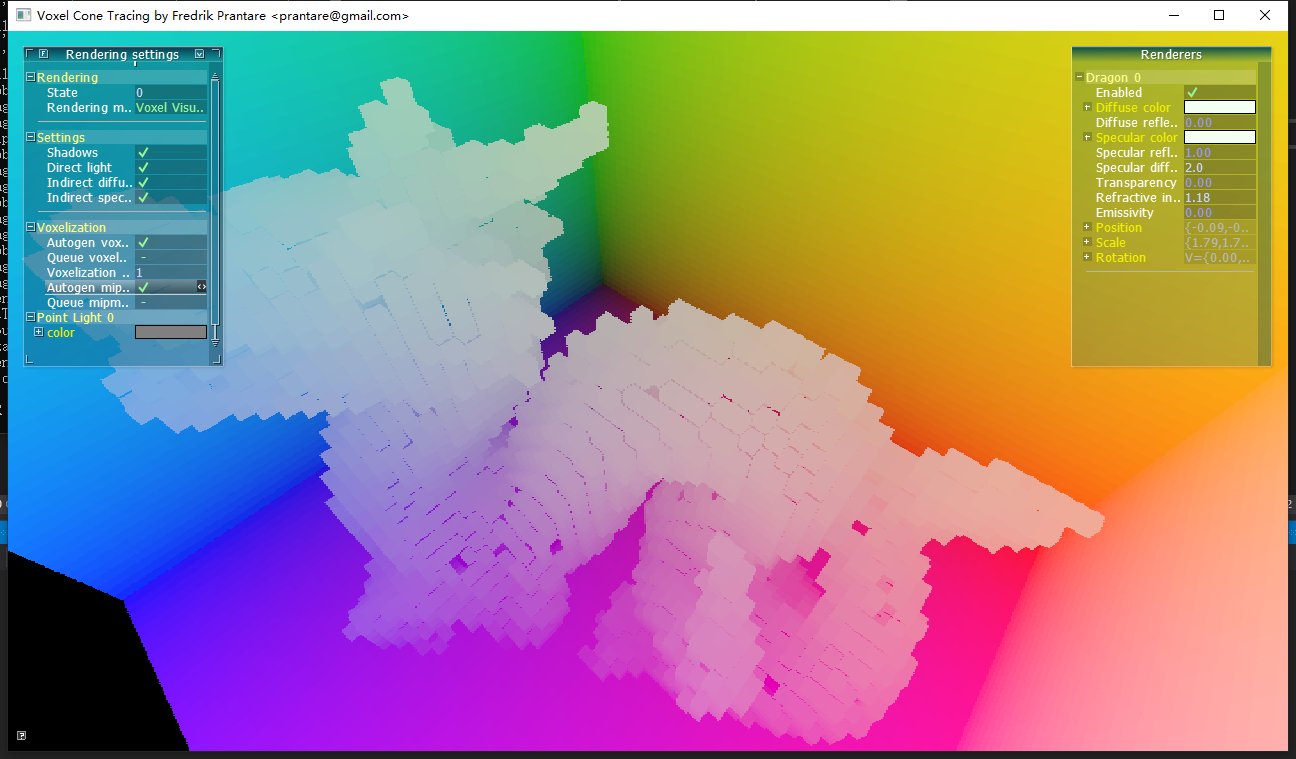 Voxel Cone Tracing by Fredrik Prantare <prantare@gmail.com>
Rendering settings
Rendering
State 0
Rendering m.. Voxel Visu..
Settings
Shadows
Direct light
Indirect diffu..
Indirect spec..
Voxelization
Autogen vox..
Queue voxel.. -
Voxelization .. 1
Autogen mip..
Queue mipm.. -
Point Light 0
color
Renderers
Dragon 0
Enabled
Diffuse color
Diffuse refle.. 0.00
Specular color
Specular refl.. 1.00
Specular diff.. 2.0
Transparency 0.00
Refractive in.. 1.18
Emissivity 0.00
Position {-0.09,-0..
Scale {1.79,1.79..
Rotation V={0.00,..